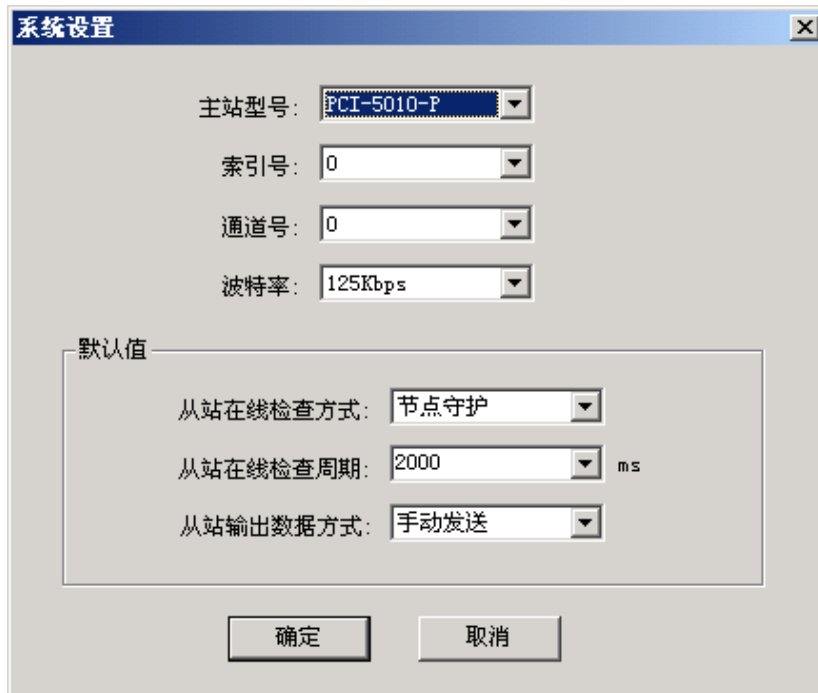 系统设置
主站型号: PCI-5010-P
索引号: 0
通道号: 0
波特率: 125Kbps
默认值
从站在线检查方式: 节点守护
从站在线检查周期: 2000 ms
从站输出数据方式: 手动发送
确定 取消